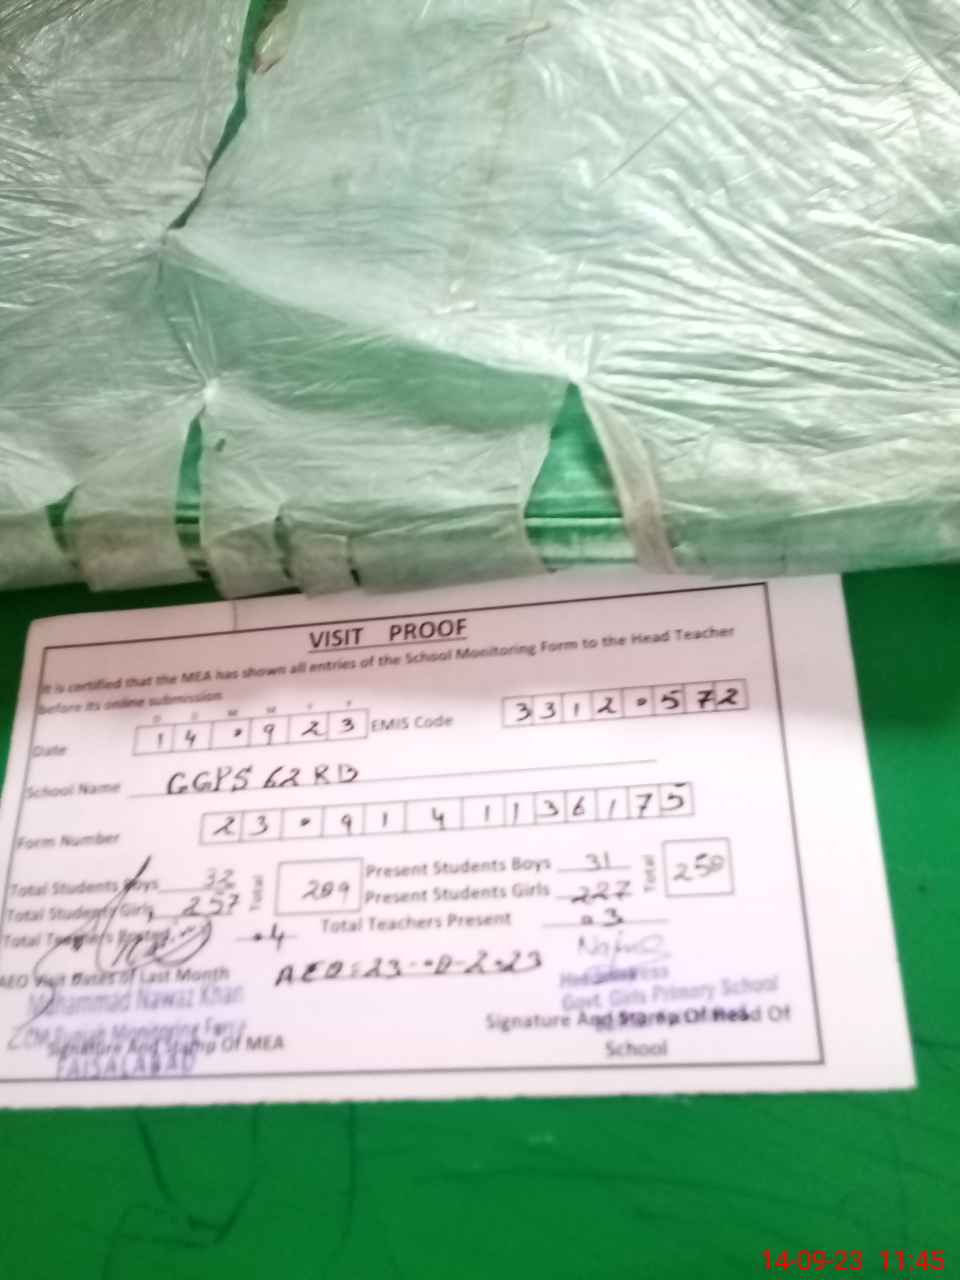 VISIT PROOF
It is certified that the MEA has shown all entries of the School Monitoring Form to the Head Teacher
before its online submission
D D M M Y Y
Date 1 4 0 9 2 3 EMIS Code 3 3 1 2 0 5 7 2
School Name GGPS 62 RB
Form Number 2 3 0 9 1 4 1 1 3 6 1 7 5
Total Students Boys 32 Total 289 Present Students Boys 31 Total 250
Total Students Girls 257 Present Students Girls 227
Total Teachers Posted 04 Total Teachers Present 03
AEO Visit Dates of Last Month AEO = 23
Muhammad Nawaz Khan
Govt. Girls Primary School
Signature And Stamp Of MEA
FAISALABAD
Signature And Stamp Of Head Of
School
14-09-23 11:45